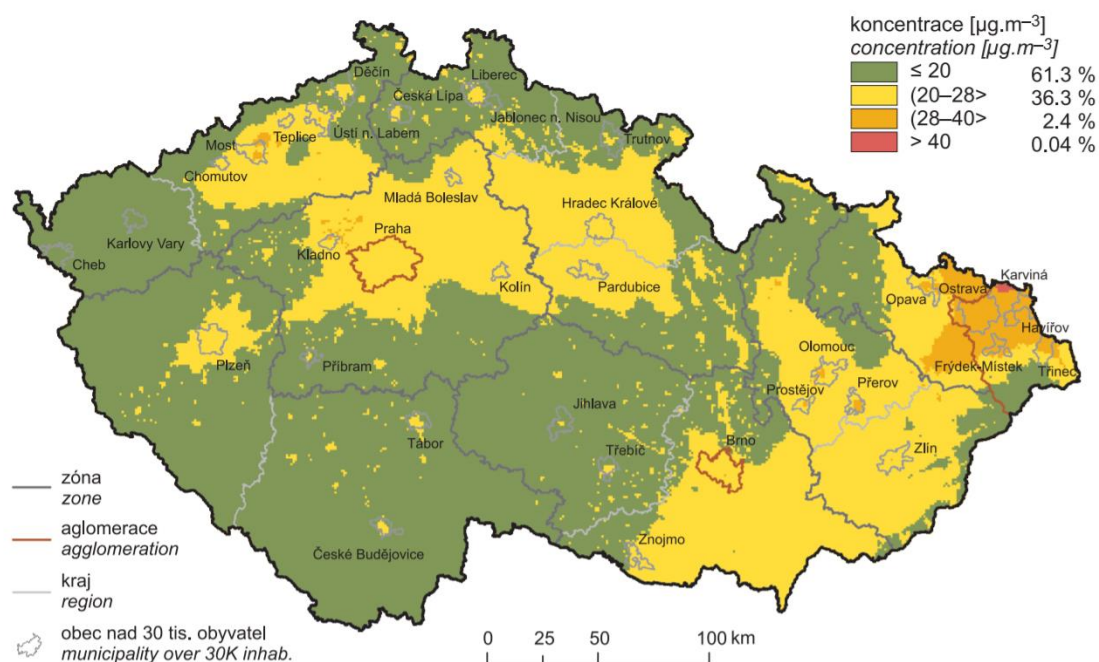 koncentrace [µg.m⁻³]
concentration [µg.m⁻³]
≤ 20 61.3 %
(20–28> 36.3 %
(28–40> 2.4 %
> 40 0.04 %
Děčín
Liberec
Česká Lípa
Jablonec n. Nisou
Teplice
Ústí n. Labem
Trutnov
Most
Chomutov
Mladá Boleslav
Hradec Králové
Karlovy Vary
Praha
Kladno
Cheb
Kolín
Pardubice
Karviná
Opava
Ostrava
Havířov
Plzeň
Příbram
Olomouc
Frýdek-Místek
Třinec
Prostějov
Přerov
Jihlava
Tábor
Brno
Zlín
Třebíč
České Budějovice
Znojmo
zóna
zone
aglomerace
agglomeration
kraj
region
obec nad 30 tis. obyvatel
municipality over 30K inhab.
0 25 50 100 km